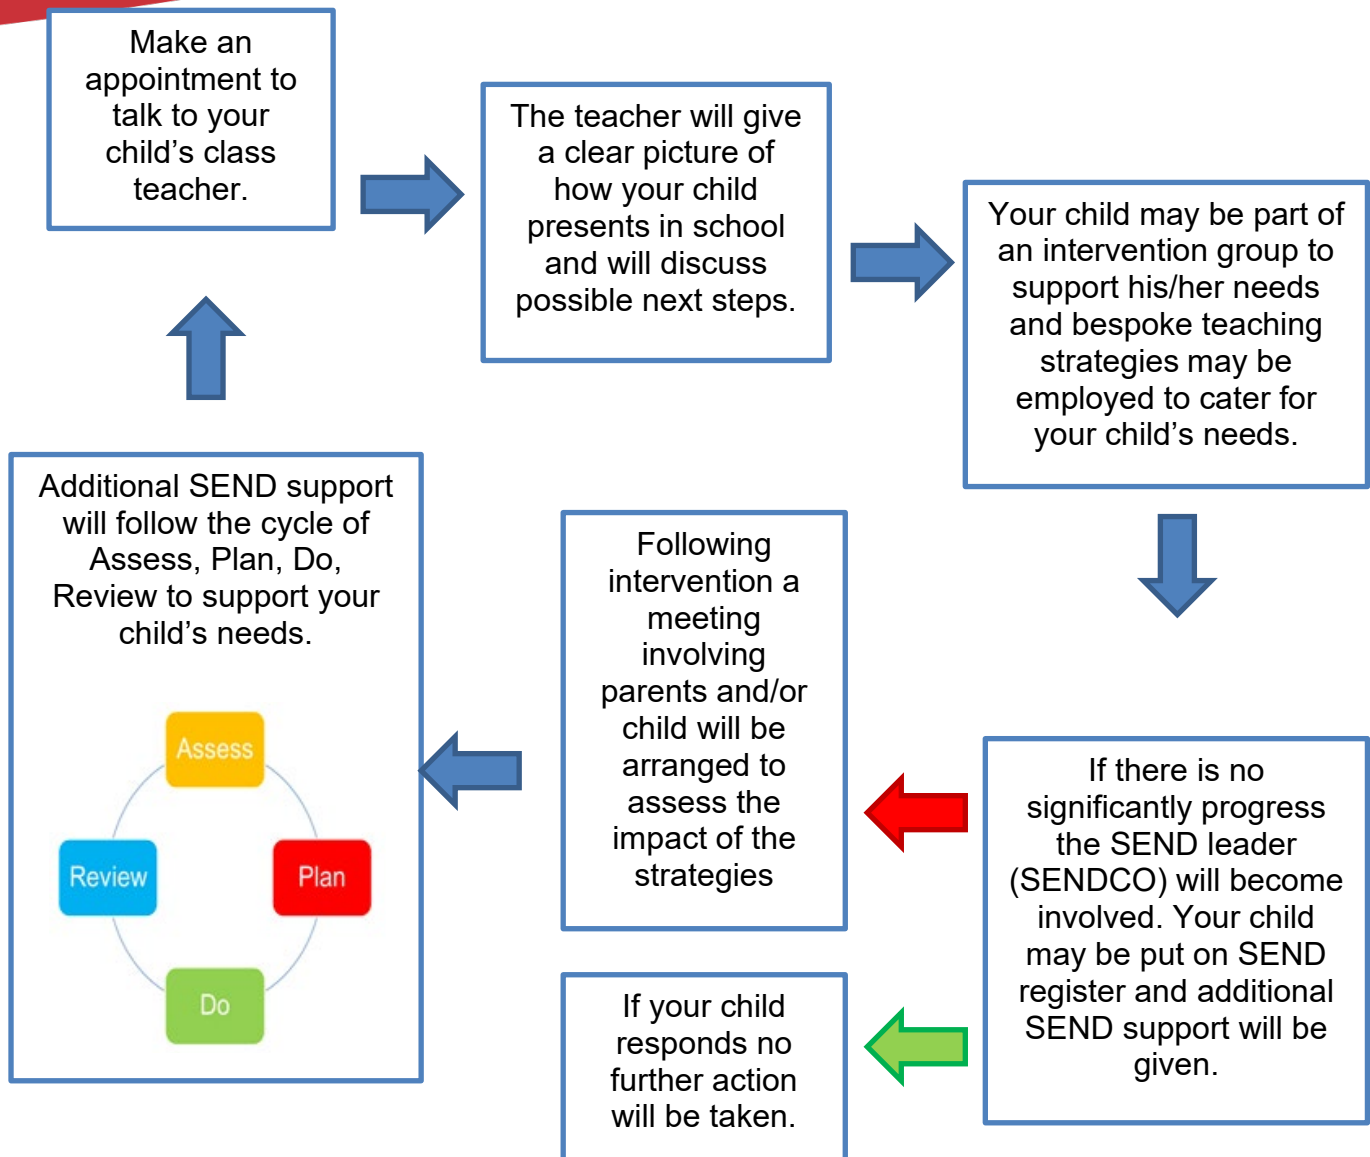 Make an
appointment to
talk to your
child’s class
teacher.
The teacher will give
a clear picture of
how your child
presents in school
and will discuss
possible next steps.
Your child may be part of
an intervention group to
support his/her needs
and bespoke teaching
strategies may be
employed to cater for
your child’s needs.
If there is no
significantly progress
the SEND leader
(SENDCO) will become
involved. Your child
may be put on SEND
register and additional
SEND support will be
given.
Following
intervention a
meeting
involving
parents and/or
child will be
arranged to
assess the
impact of the
strategies
If your child
responds no
further action
will be taken.
Additional SEND support
will follow the cycle of
Assess, Plan, Do,
Review to support your
child’s needs.
Assess
Plan
Do
Review